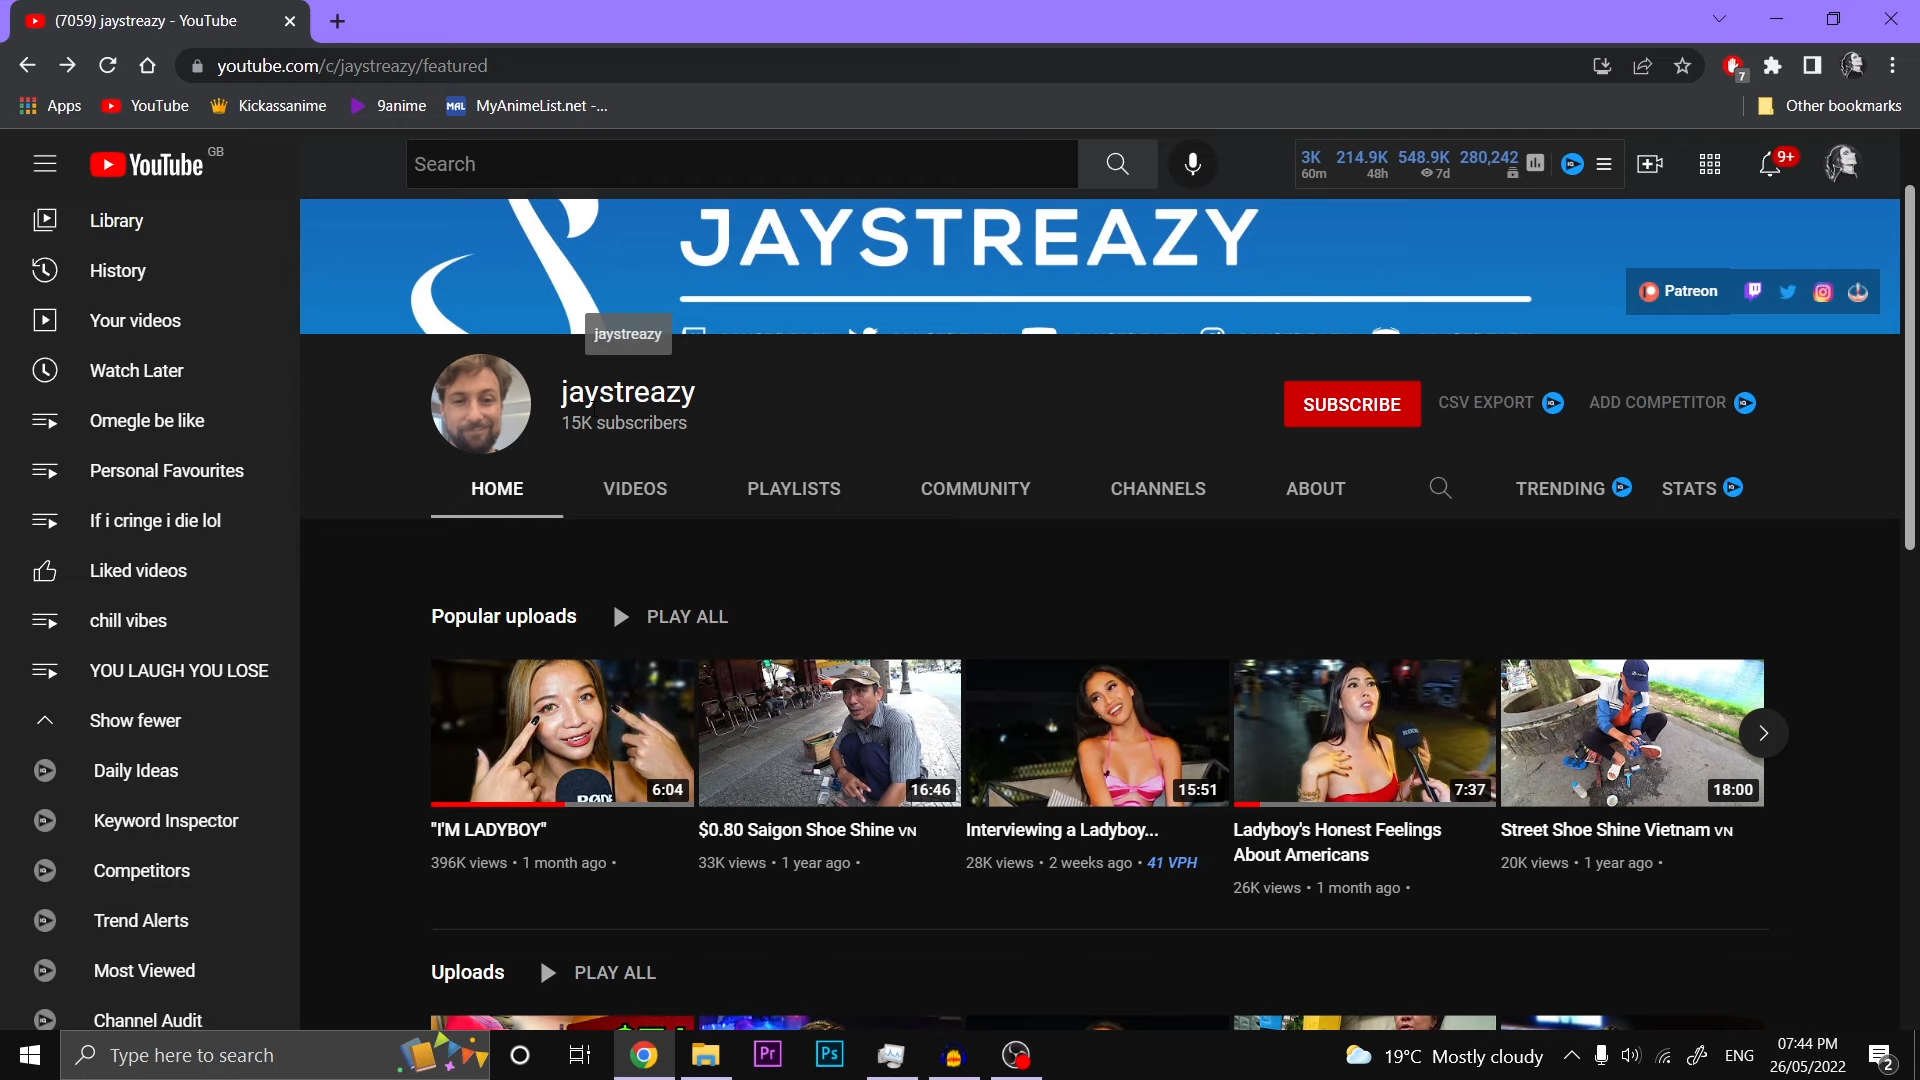 (7059) jaystreazy - YouTube
youtube.com/c/jaystreazy/featured
7
Apps
YouTube
Kickassanime
9anime
MAL
MyAnimeList.net -...
Other bookmarks
YouTube GB
Search
3K 214.9K 548.9K 280,242
60m 48h 7d
9+
Library
History
Your videos
Watch Later
Omegle be like
Personal Favourites
If i cringe i die lol
Liked videos
chill vibes
YOU LAUGH YOU LOSE
Show fewer
Daily Ideas
Keyword Inspector
Competitors
Trend Alerts
Most Viewed
Channel Audit
JAYSTREAZY
Patreon
jaystreazy
jaystreazy
15K subscribers
SUBSCRIBE
CSV EXPORT
ADD COMPETITOR
HOME
VIDEOS
PLAYLISTS
COMMUNITY
CHANNELS
ABOUT
TRENDING
STATS
Popular uploads
PLAY ALL
RØDE
6:04
"I'M LADYBOY"
396K views • 1 month ago •
16:46
$0.80 Saigon Shoe Shine VN
33K views • 1 year ago •
15:51
Interviewing a Ladyboy...
28K views • 2 weeks ago • 41 VPH
7:37
Ladyboy's Honest Feelings
About Americans
26K views • 1 month ago •
18:00
Street Shoe Shine Vietnam VN
20K views • 1 year ago •
Uploads
PLAY ALL
Type here to search
Pr
Ps
19°C Mostly cloudy
ENG
07:44 PM
26/05/2022
2